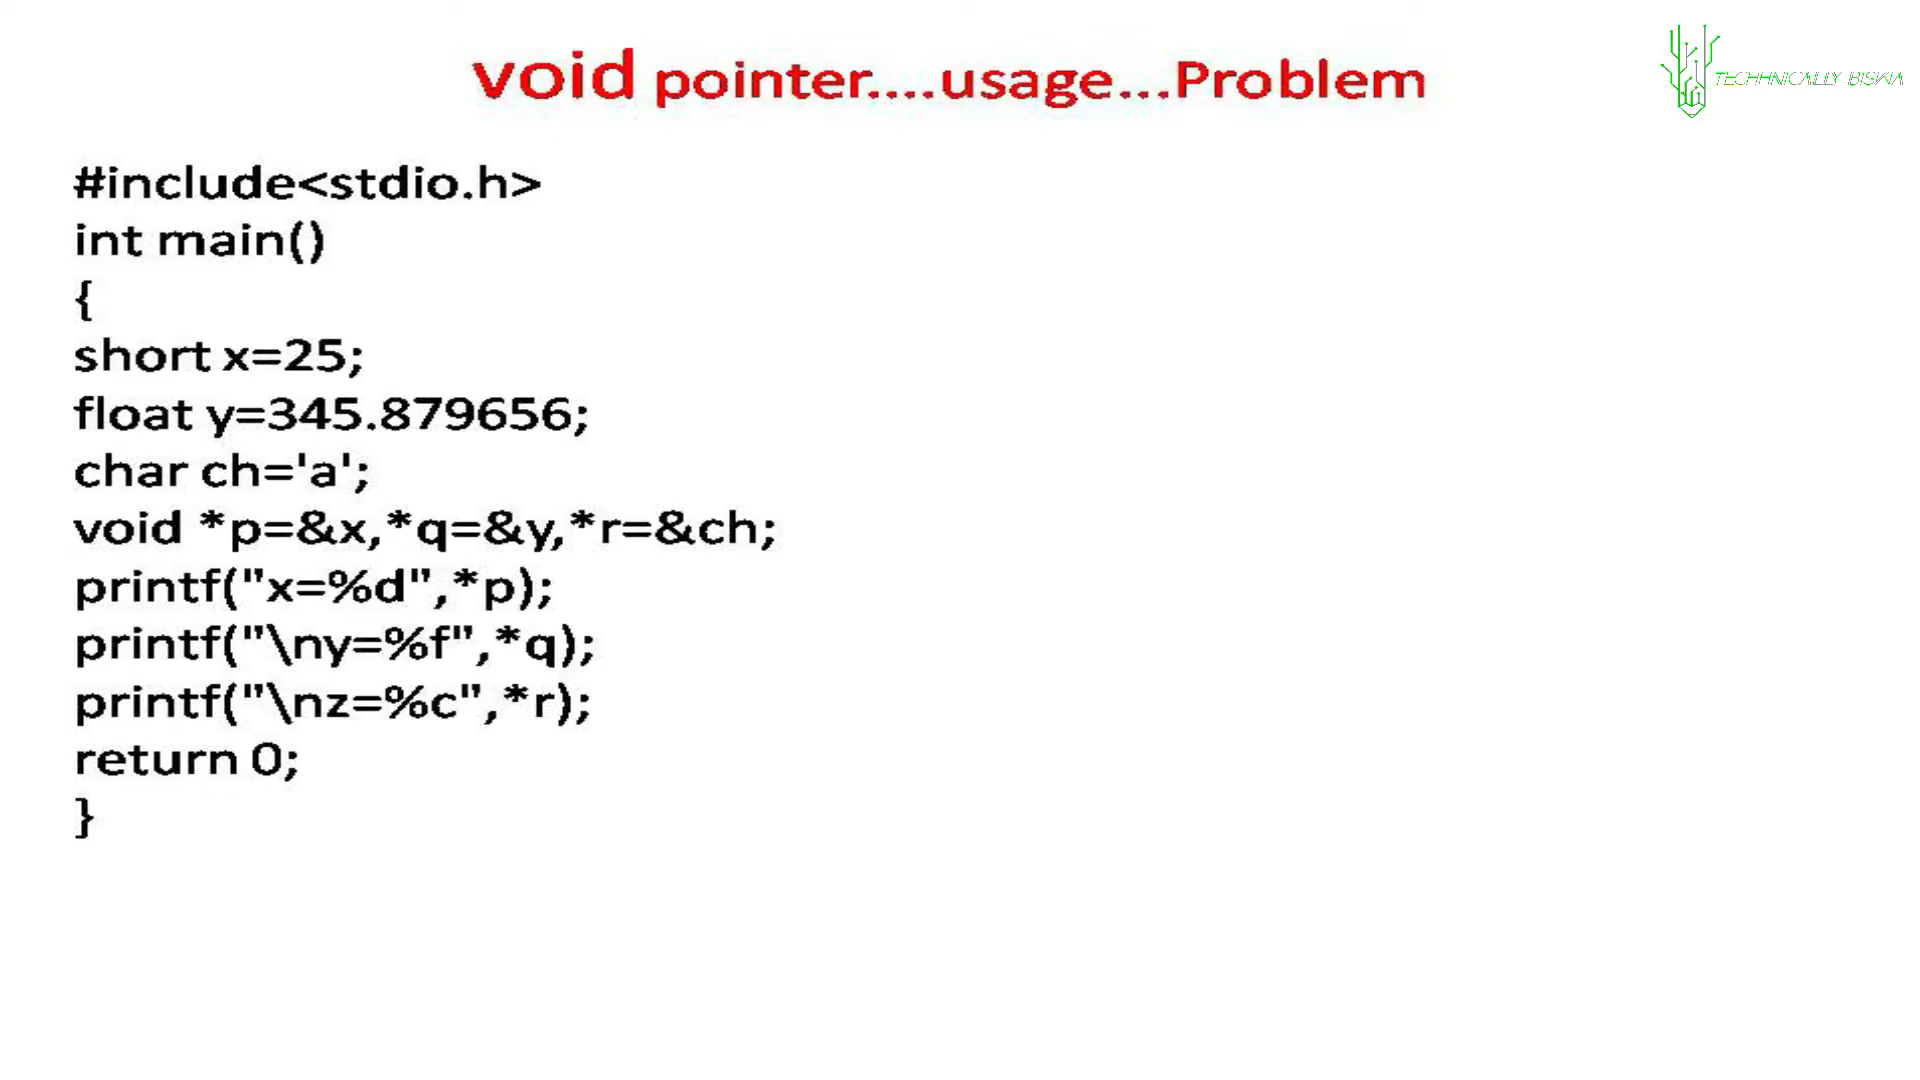 void pointer....usage...Problem
TECHHNICALLY BISWA
#include<stdio.h>
int main()
{
short x=25;
float y=345.879656;
char ch='a';
void *p=&x,*q=&y,*r=&ch;
printf("x=%d",*p);
printf("\ny=%f",*q);
printf("\nz=%c",*r);
return 0;
}